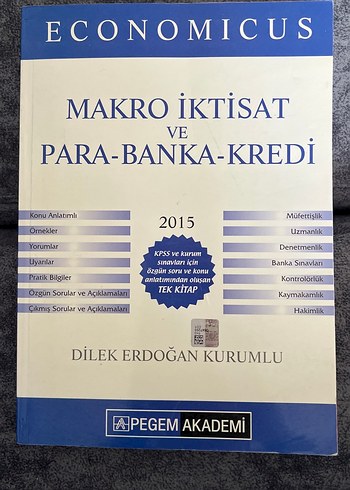 ECONOMICUS
MAKRO İKTİSAT
VE
PARA-BANKA-KREDİ
Konu Anlatımlı
Örnekler
Yorumlar
Uyarılar
Pratik Bilgiler
Özgün Sorular ve Açıklamaları
Çıkmış Sorular ve Açıklamaları
2015
KPSS ve kurum
sınavları için
özgün soru ve konu
anlatımından oluşan
TEK KİTAP
Müfettişlik
Uzmanlık
Denetmenlik
Banka Sınavları
Kontrolörlük
Kaymakamlık
Hakimlik
DİLEK ERDOĞAN KURUMLU
PEGEM AKADEMİ